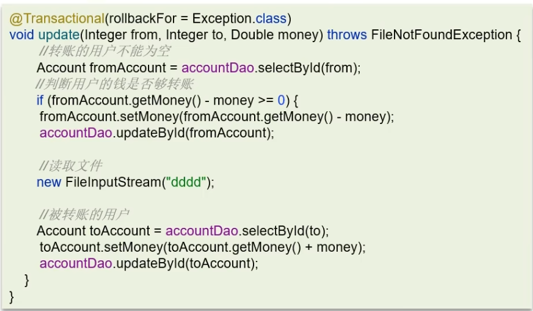 @Transactional(rollbackFor = Exception.class)
void update(Integer from, Integer to, Double money) throws FileNotFoundException {
//转账的用户不能为空
Account fromAccount = accountDao.selectById(from);
//判断用户的钱是否够转账
if (fromAccount.getMoney() - money >= 0) {
fromAccount.setMoney(fromAccount.getMoney() - money);
accountDao.updateById(fromAccount);
//读取文件
new FileInputStream("dddd");
//被转账的用户
Account toAccount = accountDao.selectById(to);
toAccount.setMoney(toAccount.getMoney() + money);
accountDao.updateById(toAccount);
}
}